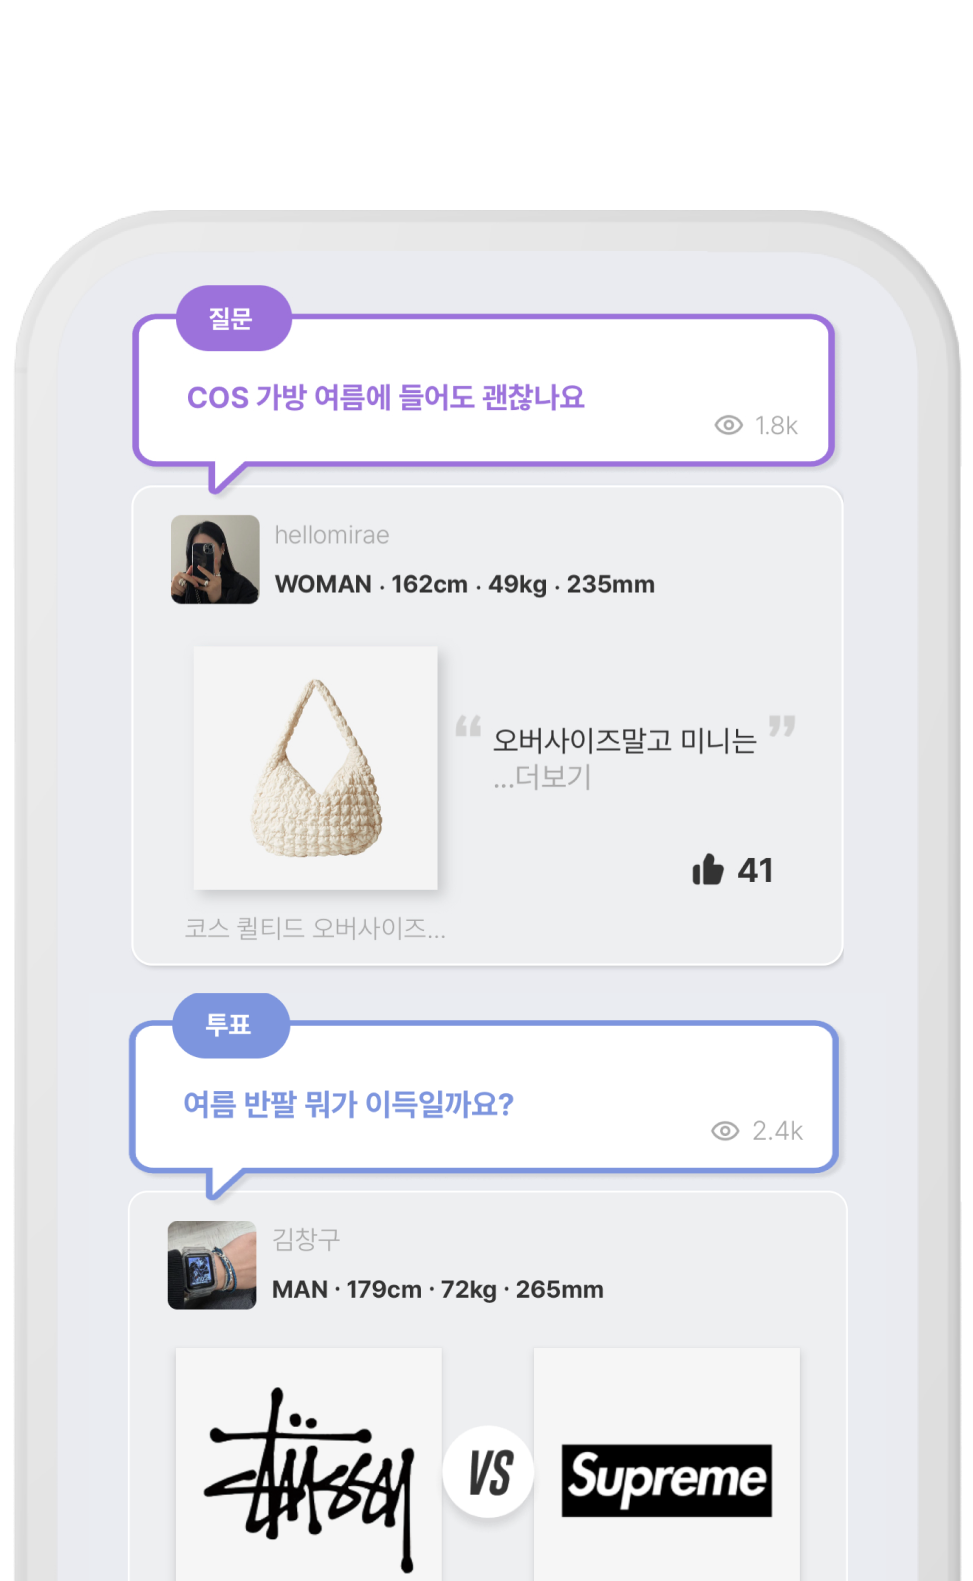 질문
COS 가방 여름에 들어도 괜찮나요
1.8k
hellomirae
WOMAN · 162cm · 49kg · 235mm
“ 오버사이즈말고 미니는 ”
...더보기
41
코스 퀼티드 오버사이즈...
투표
여름 반팔 뭐가 이득일까요?
2.4k
김창구
MAN · 179cm · 72kg · 265mm
Stüssy
VS
Supreme